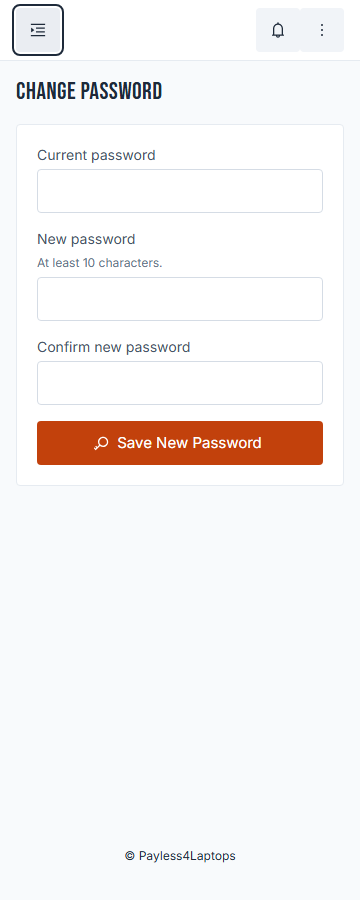 CHANGE PASSWORD
Current password
New password
At least 10 characters.
Confirm new password
Save New Password
© Payless4Laptops